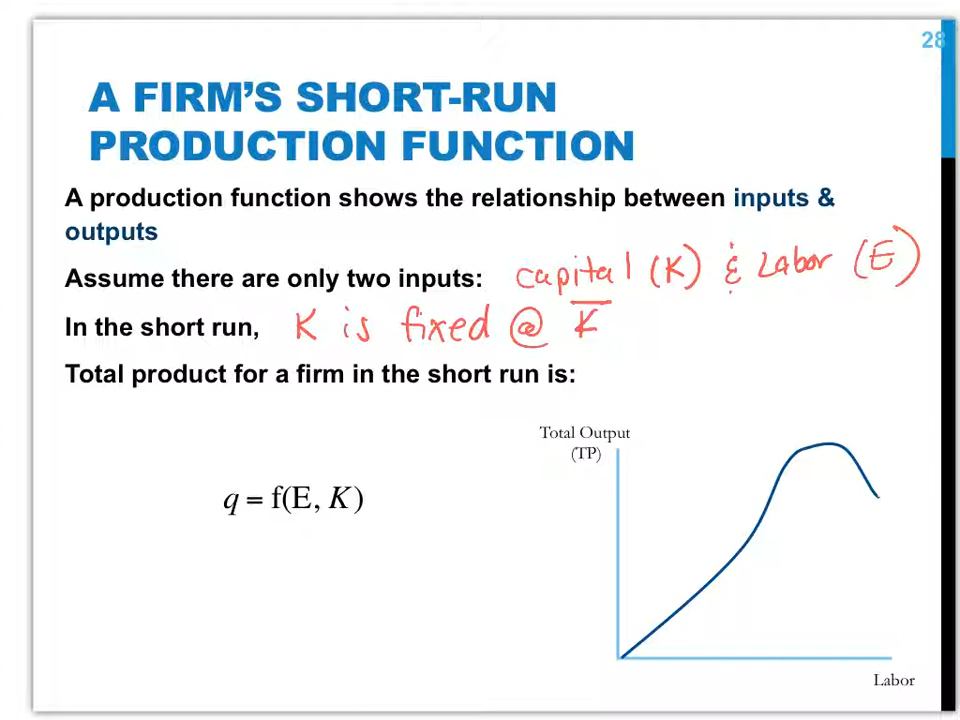 28
A FIRM'S SHORT-RUN
PRODUCTION FUNCTION
A production function shows the relationship between inputs &
outputs
Assume there are only two inputs: capital (K) & Labor (E)
In the short run, K is fixed @ K̅
Total product for a firm in the short run is:
Total Output
(TP)
q = f(E, K)
Labor